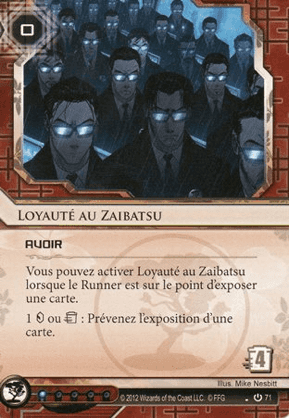 0
LOYAUTÉ AU ZAIBATSU
AVOIR
Vous pouvez activer Loyauté au Zaibatsu
lorsque le Runner est sur le point d'exposer
une carte.
1 ou : Prévenez l'exposition d'une
carte.
4
Illus. Mike Nesbitt
© 2012 Wizards of the Coast LLC. © FFG
71